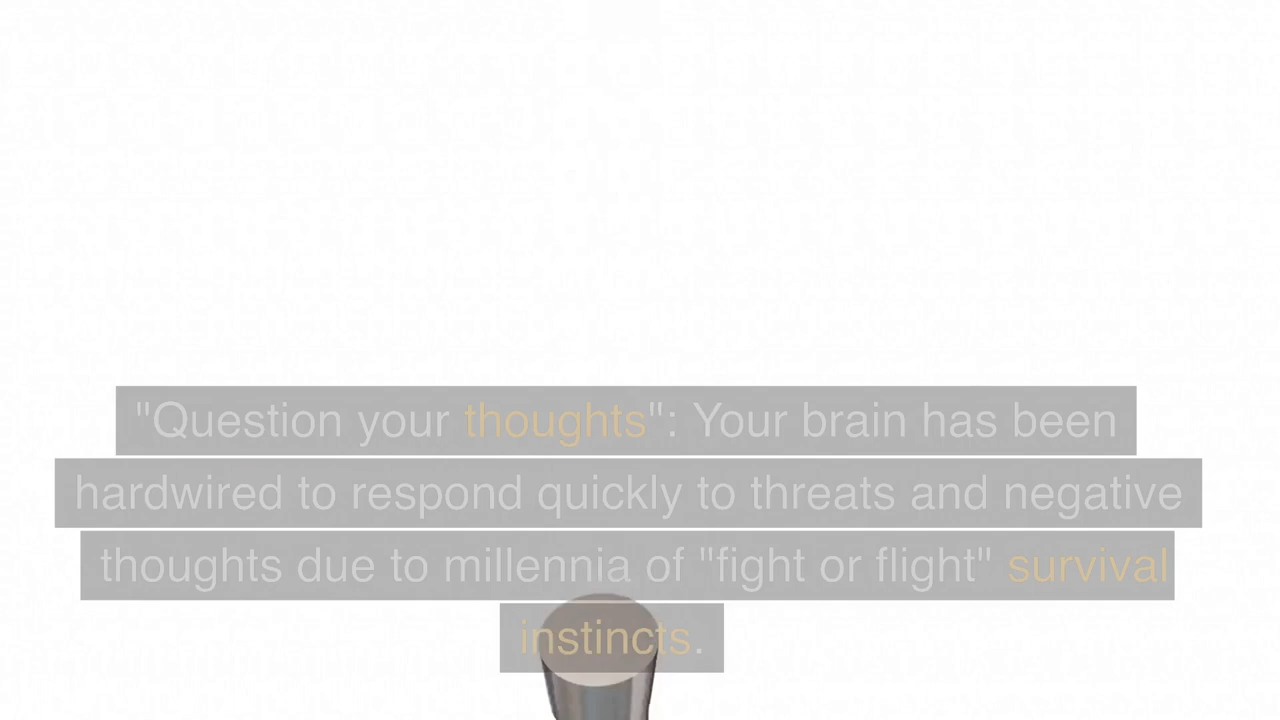 "Question your thoughts": Your brain has been
hardwired to respond quickly to threats and negative
thoughts due to millennia of "fight or flight" survival
instincts.